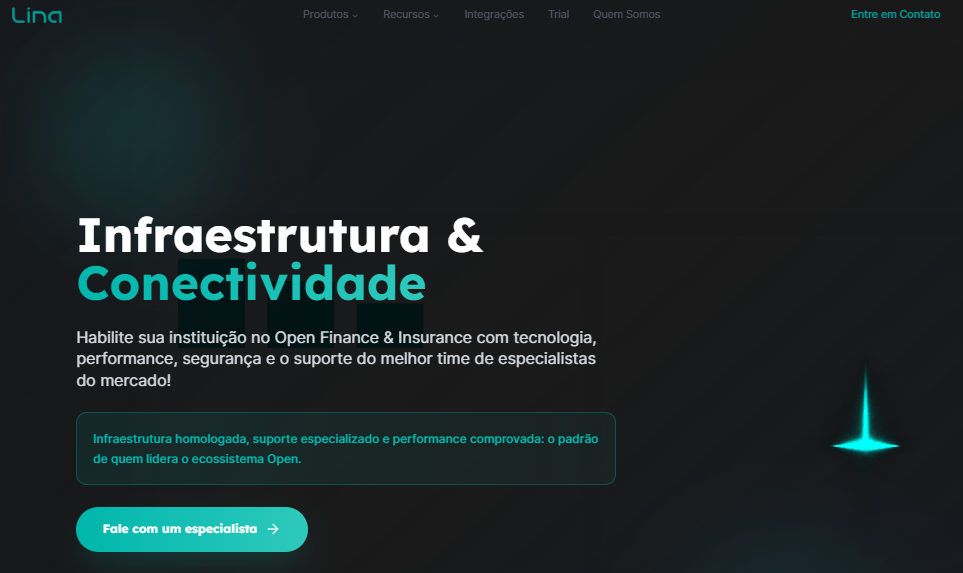 Lina
Produtos
Recursos
Integrações
Trial
Quem Somos
Entre em Contato
Infraestrutura &
Conectividade
Habilite sua instituição no Open Finance & Insurance com tecnologia,
performance, segurança e o suporte do melhor time de especialistas
do mercado!
Infraestrutura homologada, suporte especializado e performance comprovada: o padrão
de quem lidera o ecossistema Open.
Fale com um especialista